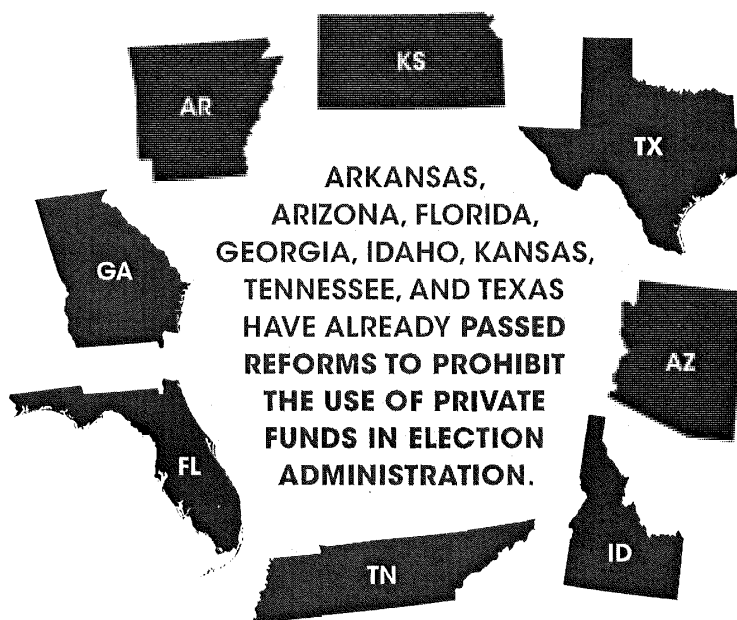 KS
AR
TX
ARKANSAS,
ARIZONA, FLORIDA,
GEORGIA, IDAHO, KANSAS,
TENNESSEE, AND TEXAS
HAVE ALREADY PASSED
REFORMS TO PROHIBIT
THE USE OF PRIVATE
FUNDS IN ELECTION
ADMINISTRATION.
GA
AZ
FL
ID
TN